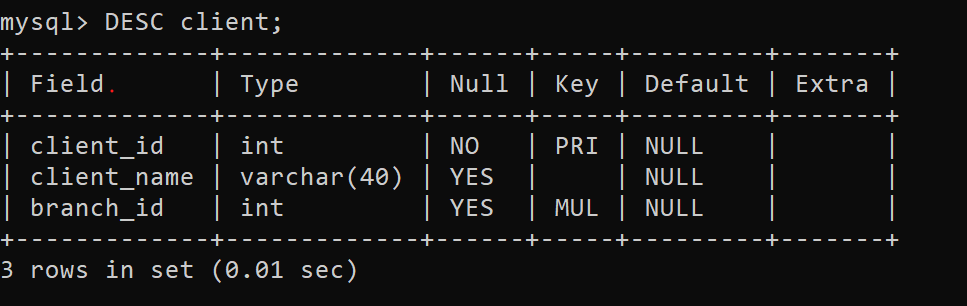 mysql> DESC client;
+-------------+-------------+------+-----+---------+-------+
| Field.      | Type        | Null | Key | Default | Extra |
+-------------+-------------+------+-----+---------+-------+
| client_id   | int         | NO   | PRI | NULL    |       |
| client_name | varchar(40) | YES  |     | NULL    |       |
| branch_id   | int         | YES  | MUL | NULL    |       |
+-------------+-------------+------+-----+---------+-------+
3 rows in set (0.01 sec)